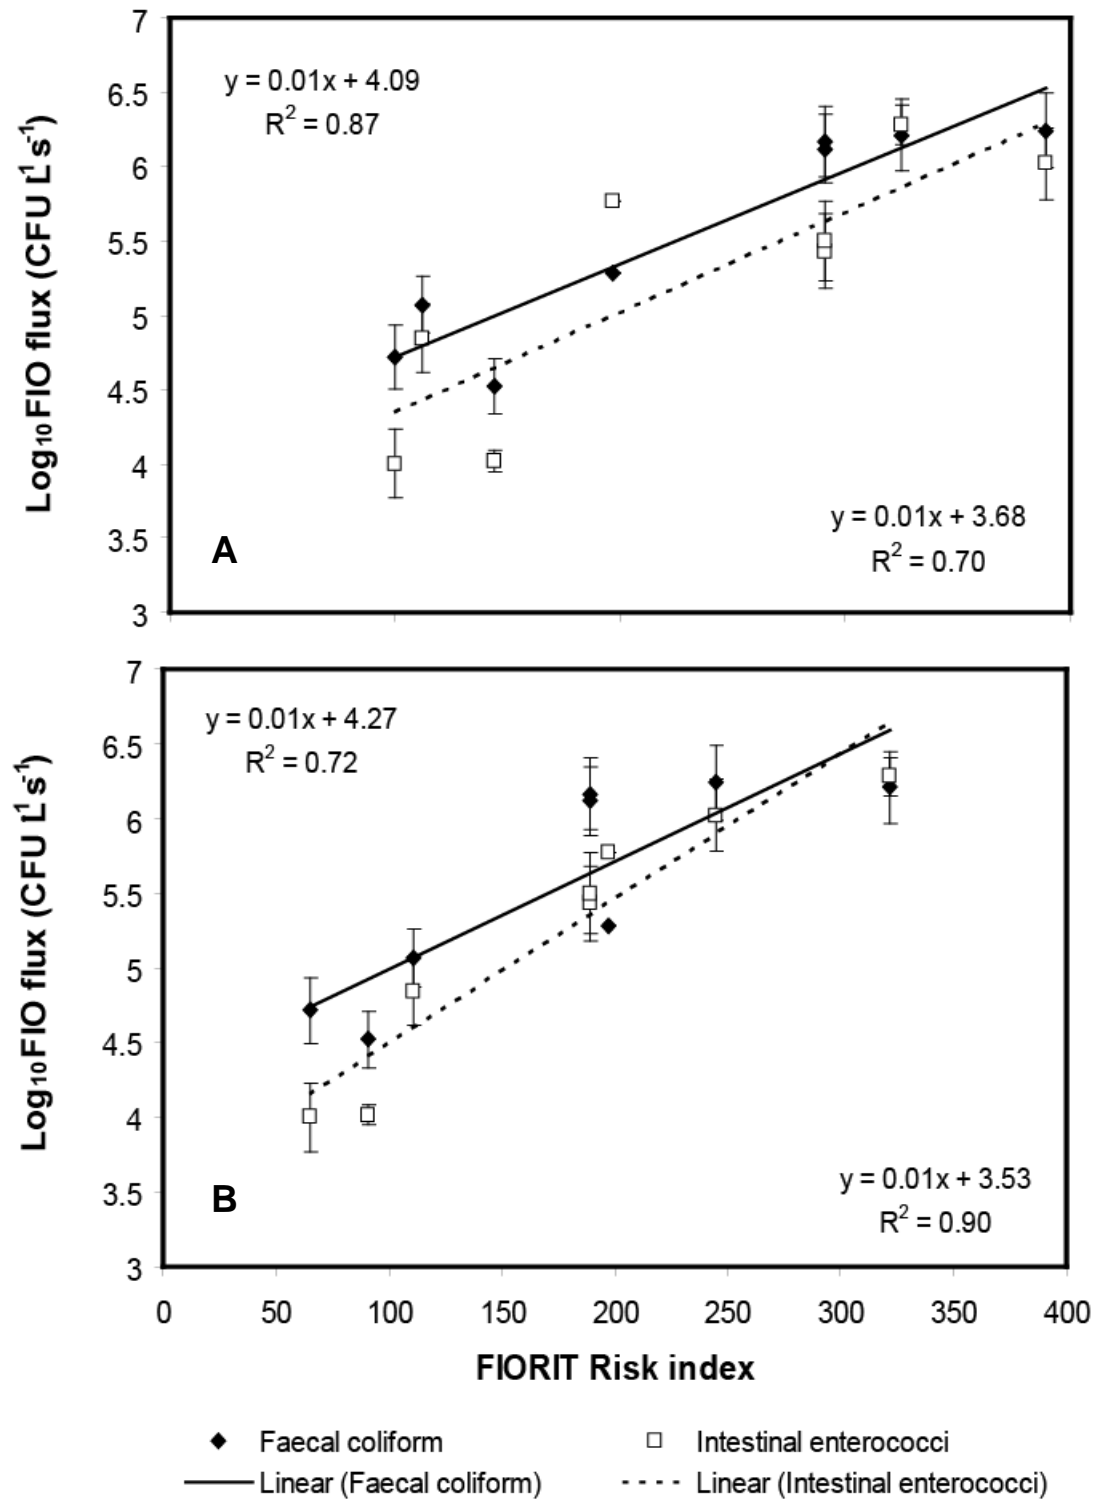 7
6.5
6
5.5
5
4.5
4
3.5
3
Log₁₀FIO flux (CFU L¹s⁻¹)
y = 0.01x + 4.09
R² = 0.87
y = 0.01x + 3.68
R² = 0.70
A
7
6.5
6
5.5
5
4.5
4
3.5
3
Log₁₀FIO flux (CFU L¹s⁻¹)
y = 0.01x + 4.27
R² = 0.72
y = 0.01x + 3.53
R² = 0.90
B
0 50 100 150 200 250 300 350 400
FIORIT Risk index
Faecal coliform
Intestinal enterococci
Linear (Faecal coliform)
Linear (Intestinal enterococci)